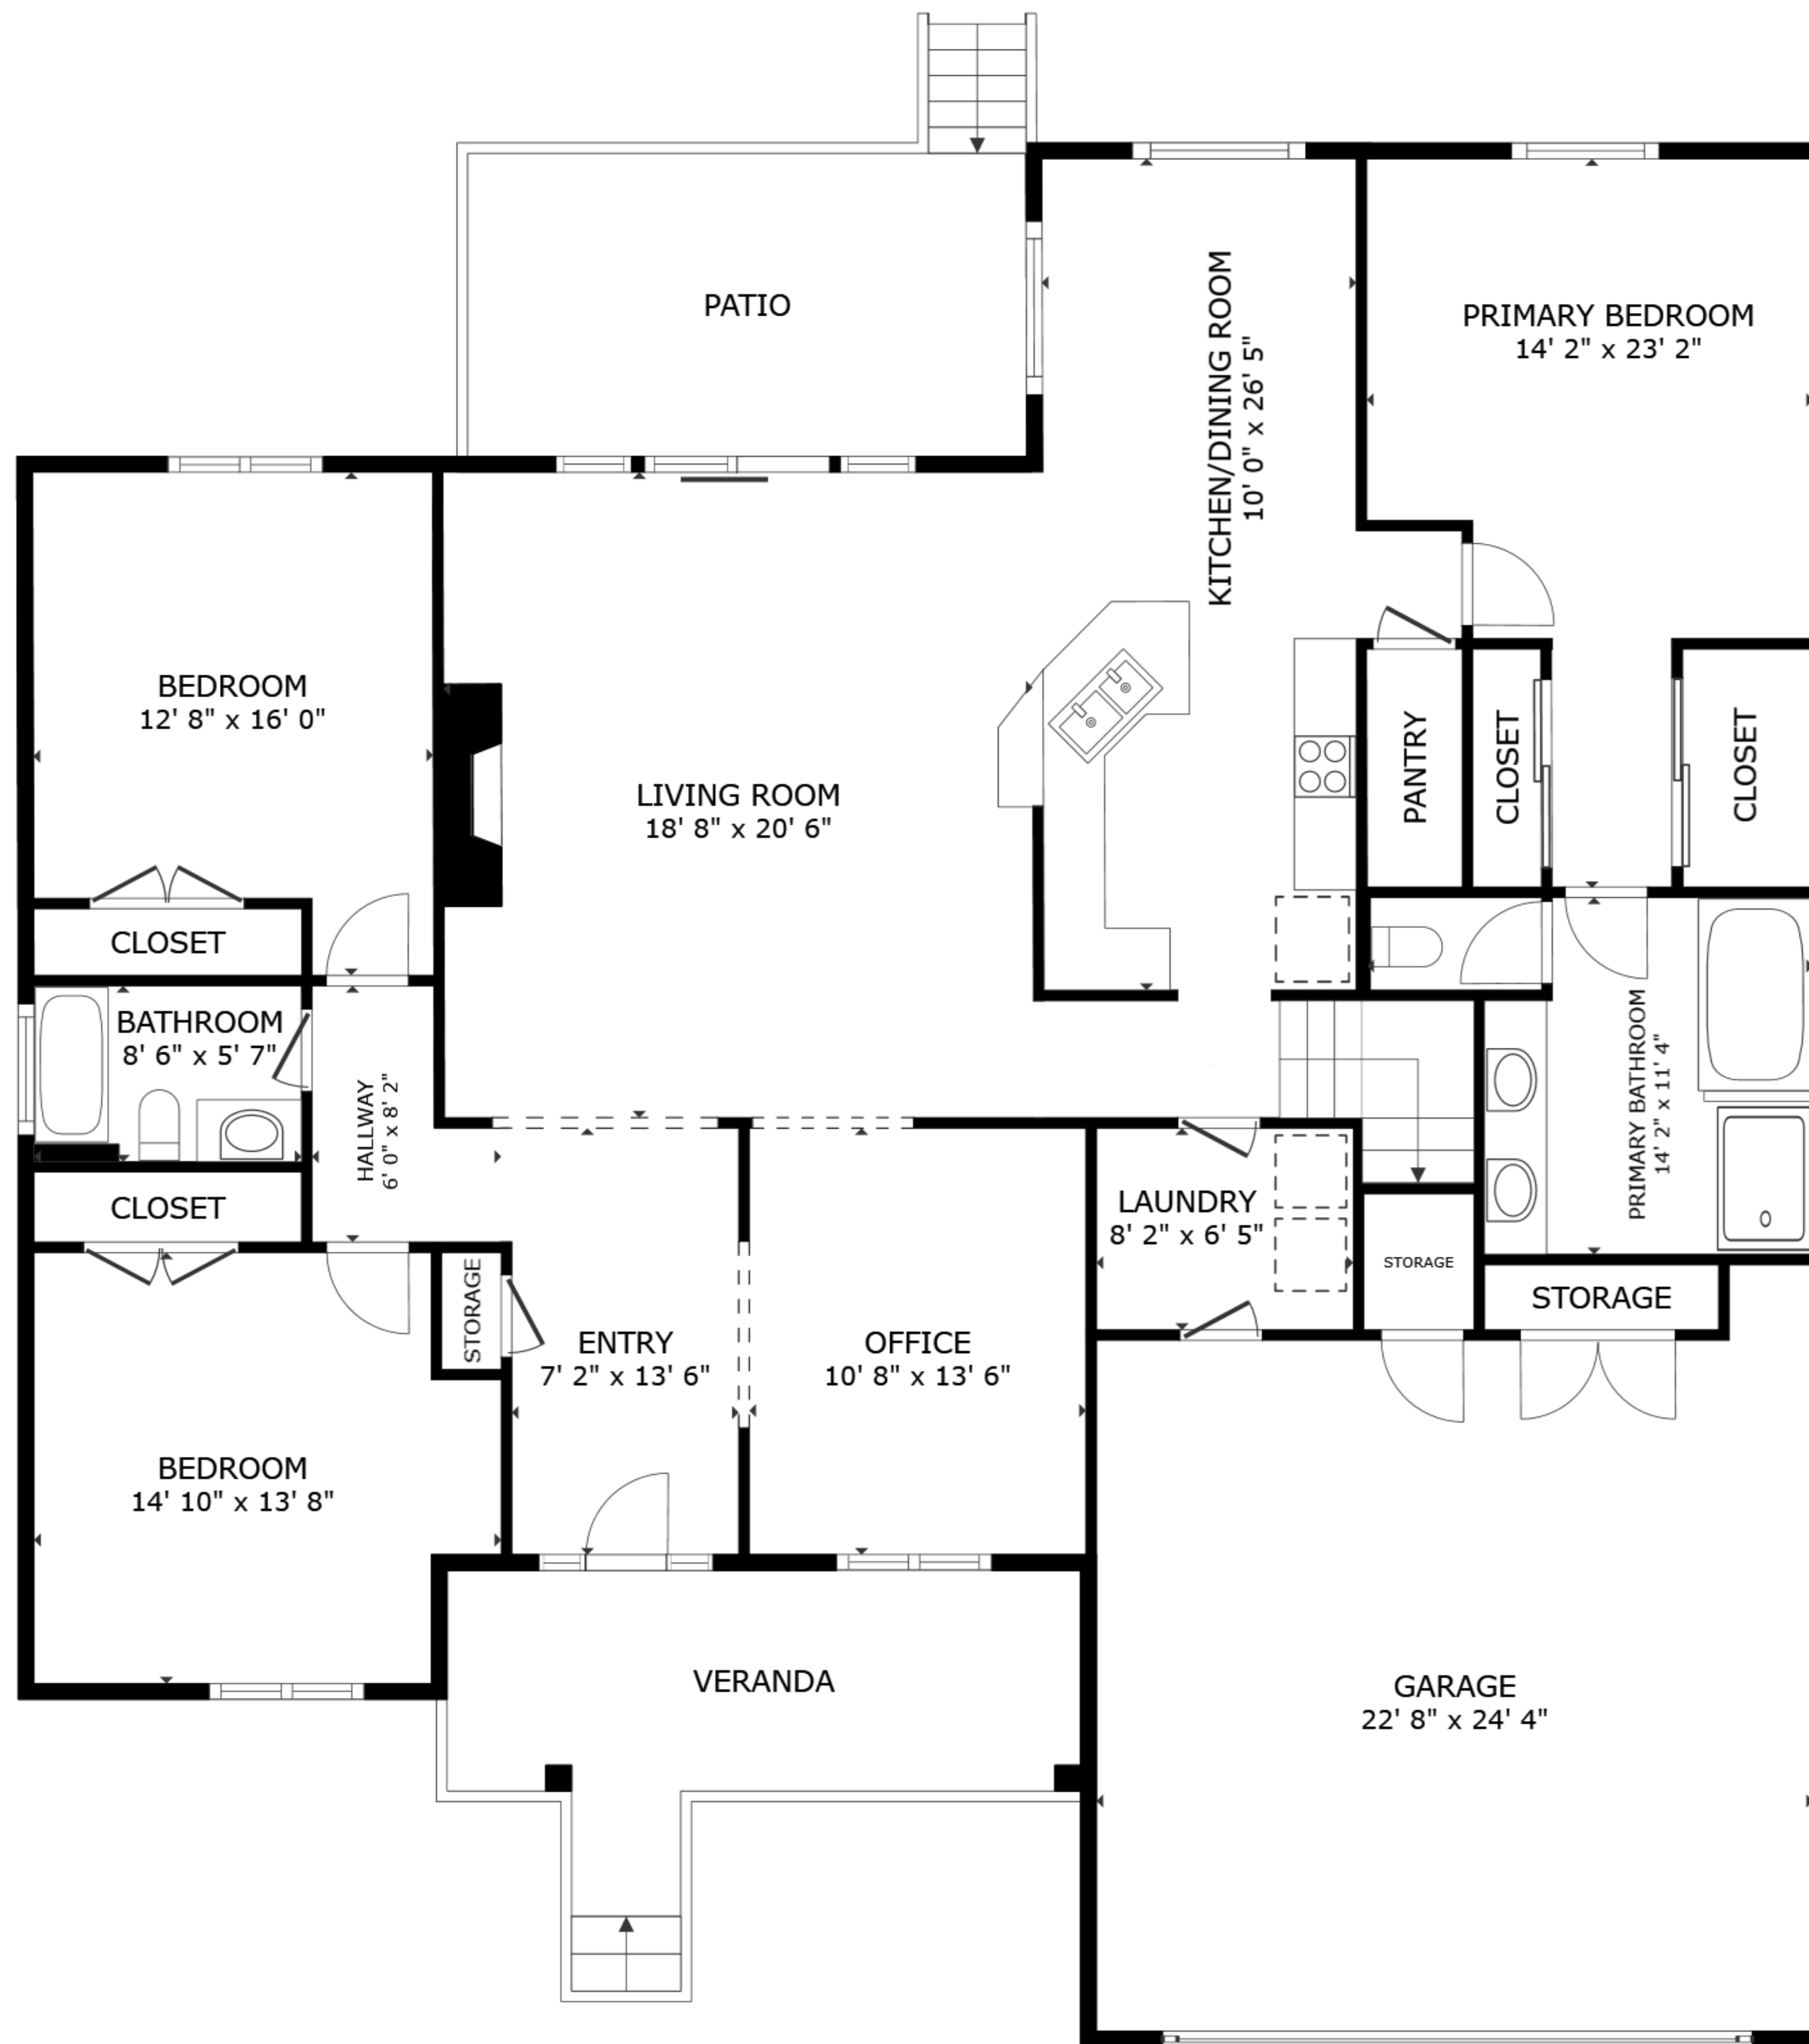 PATIO
KITCHEN/DINING ROOM
10' 0" x 26' 5"
PRIMARY BEDROOM
14' 2" x 23' 2"
BEDROOM
12' 8" x 16' 0"
LIVING ROOM
18' 8" x 20' 6"
PANTRY
CLOSET
CLOSET
CLOSET
BATHROOM
8' 6" x 5' 7"
HALLWAY
6' 0" x 8' 2"
PRIMARY BATHROOM
14' 2" x 11' 4"
CLOSET
LAUNDRY
8' 2" x 6' 5"
STORAGE
STORAGE
STORAGE
ENTRY
7' 2" x 13' 6"
OFFICE
10' 8" x 13' 6"
BEDROOM
14' 10" x 13' 8"
VERANDA
GARAGE
22' 8" x 24' 4"